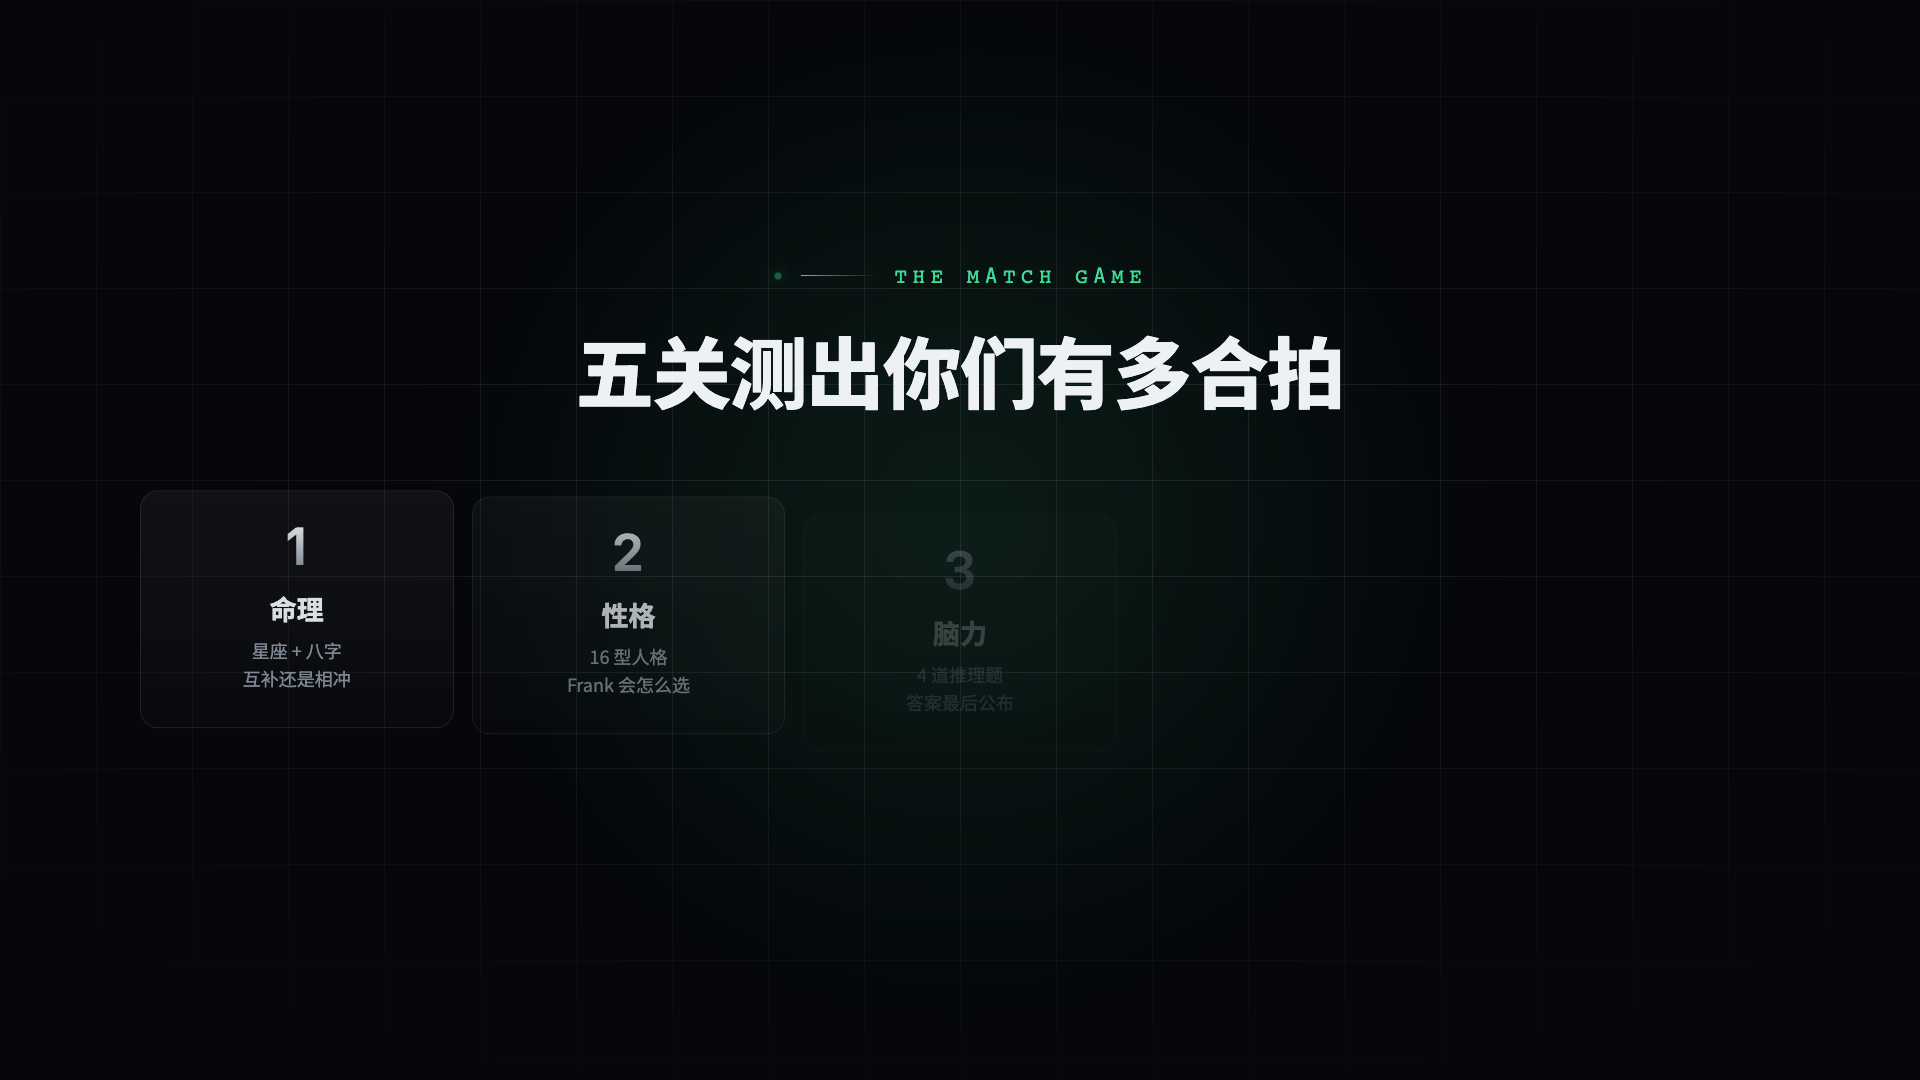 THE MATCH GAME
五关测出你们有多合拍
1
命理
星座 + 八字
互补还是相冲
2
性格
16 型人格
Frank 会怎么选
3
脑力
4 道推理题
答案最后公布